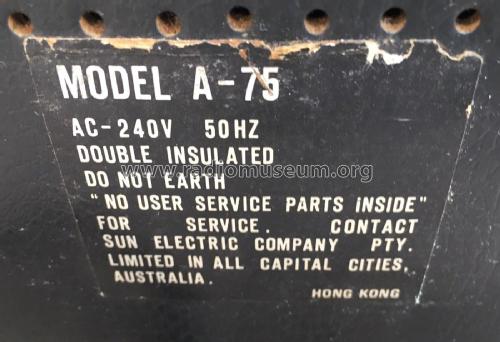 MODEL A-75
AC-240V 50HZ
DOUBLE INSULATED
www.radiomuseum.org
DO NOT EARTH
"NO USER SERVICE PARTS iNSIDE"
FOR SERVICE. CONTACT
SUN ELECTRIC COMPANY PTY.
LIMITED IN ALL CAPITAL CITIES,
AUSTRALIA.
HONG KONG